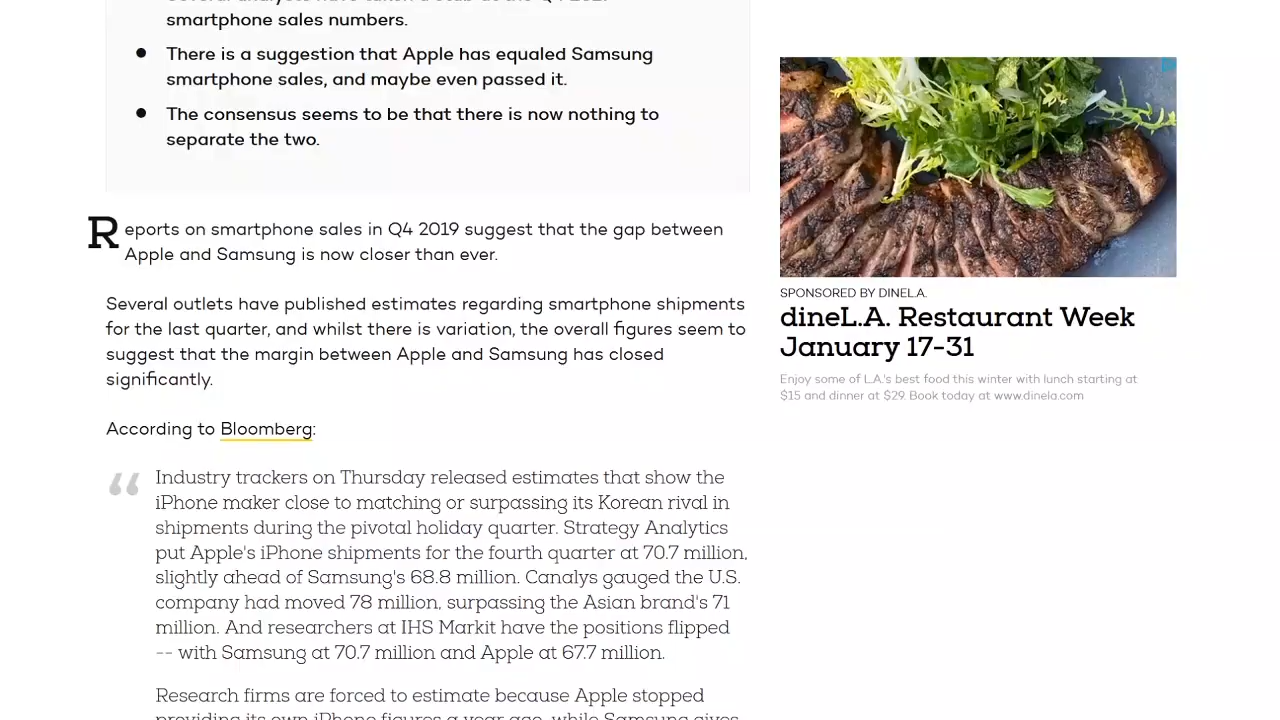 smartphone sales numbers.
There is a suggestion that Apple has equaled Samsung
smartphone sales, and maybe even passed it.
The consensus seems to be that there is now nothing to
separate the two.
Reports on smartphone sales in Q4 2019 suggest that the gap between
Apple and Samsung is now closer than ever.
Several outlets have published estimates regarding smartphone shipments
for the last quarter, and whilst there is variation, the overall figures seem to
suggest that the margin between Apple and Samsung has closed
significantly.
According to Bloomberg:
“ Industry trackers on Thursday released estimates that show the
iPhone maker close to matching or surpassing its Korean rival in
shipments during the pivotal holiday quarter. Strategy Analytics
put Apple's iPhone shipments for the fourth quarter at 70.7 million,
slightly ahead of Samsung's 68.8 million. Canalys gauged the U.S.
company had moved 78 million, surpassing the Asian brand's 71
million. And researchers at IHS Markit have the positions flipped
-- with Samsung at 70.7 million and Apple at 67.7 million.
Research firms are forced to estimate because Apple stopped
providing its own iPhone figures a year ago, while Samsung gives
SPONSORED BY DINEL.A.
dineL.A. Restaurant Week
January 17-31
Enjoy some of L.A.'s best food this winter with lunch starting at
$15 and dinner at $29. Book today at www.dinela.com